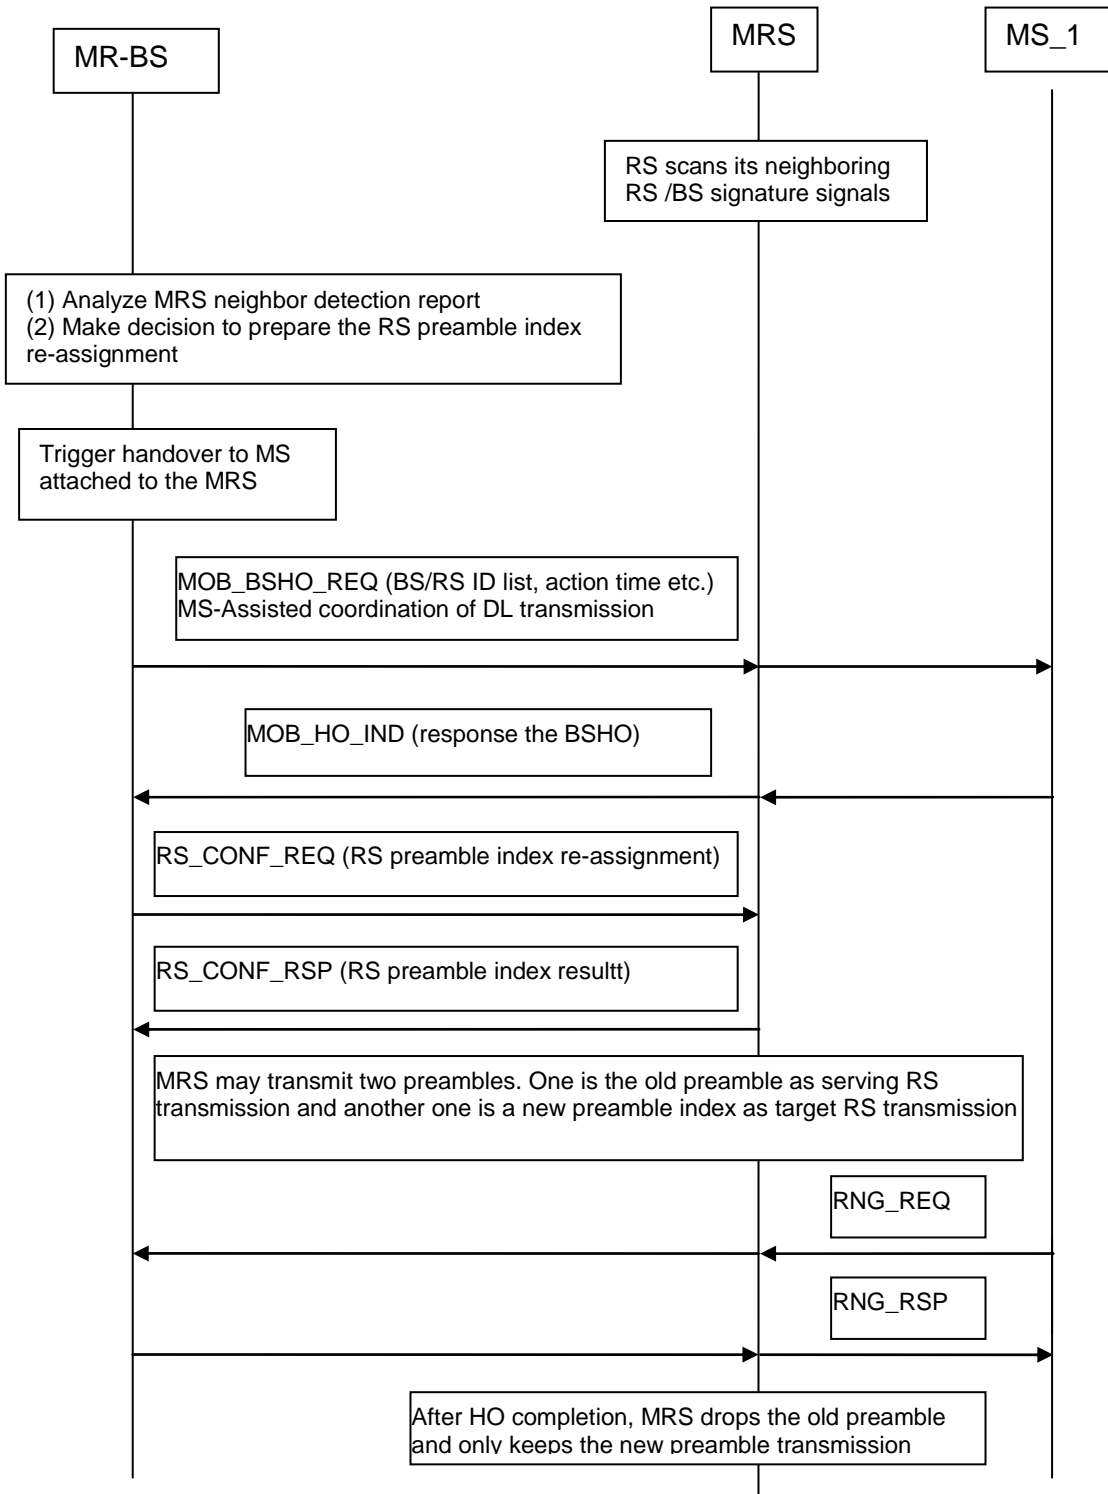 MR-BS
MRS
MS_1
RS scans its neighboring
RS /BS signature signals
(1) Analyze MRS neighbor detection report
(2) Make decision to prepare the RS preamble index
re-assignment
Trigger handover to MS
attached to the MRS
MOB_BSHO_REQ (BS/RS ID list, action time etc.)
MS-Assisted coordination of DL transmission
MOB_HO_IND (response the BSHO)
RS_CONF_REQ (RS preamble index re-assignment)
RS_CONF_RSP (RS preamble index resultt)
MRS may transmit two preambles. One is the old preamble as serving RS
transmission and another one is a new preamble index as target RS transmission
RNG_REQ
RNG_RSP
After HO completion, MRS drops the old preamble
and only keeps the new preamble transmission